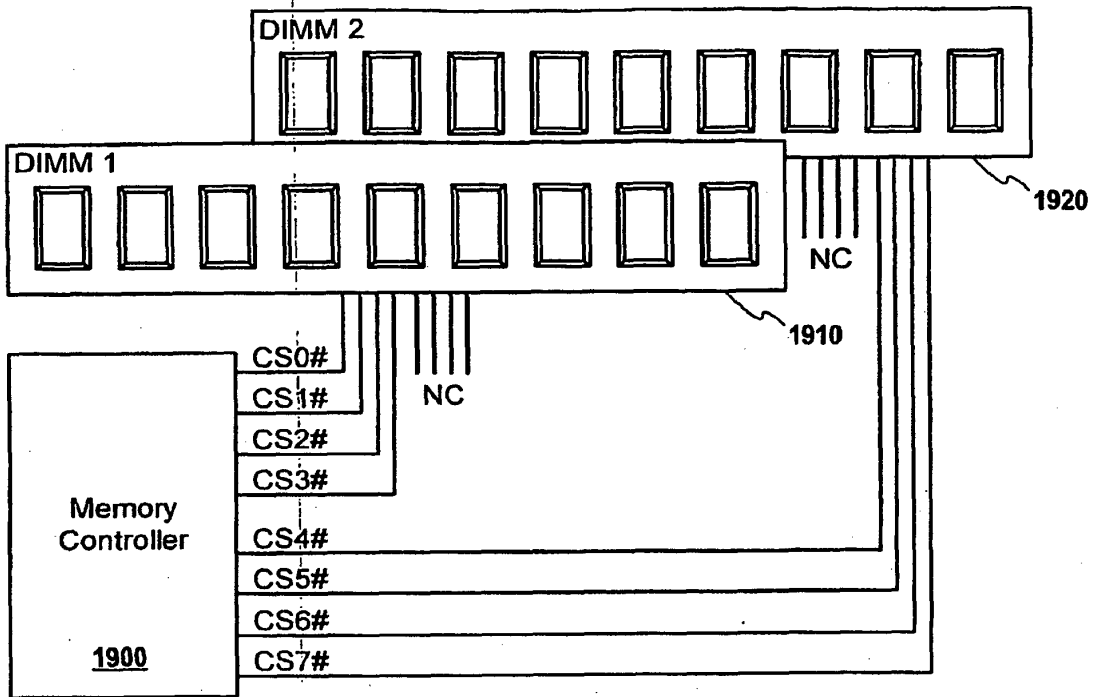 DIMM 2
DIMM 1
1920
NC
1910
CS0#
NC
CS1#
CS2#
CS3#
Memory
Controller
CS4#
CS5#
CS6#
1900
CS7#